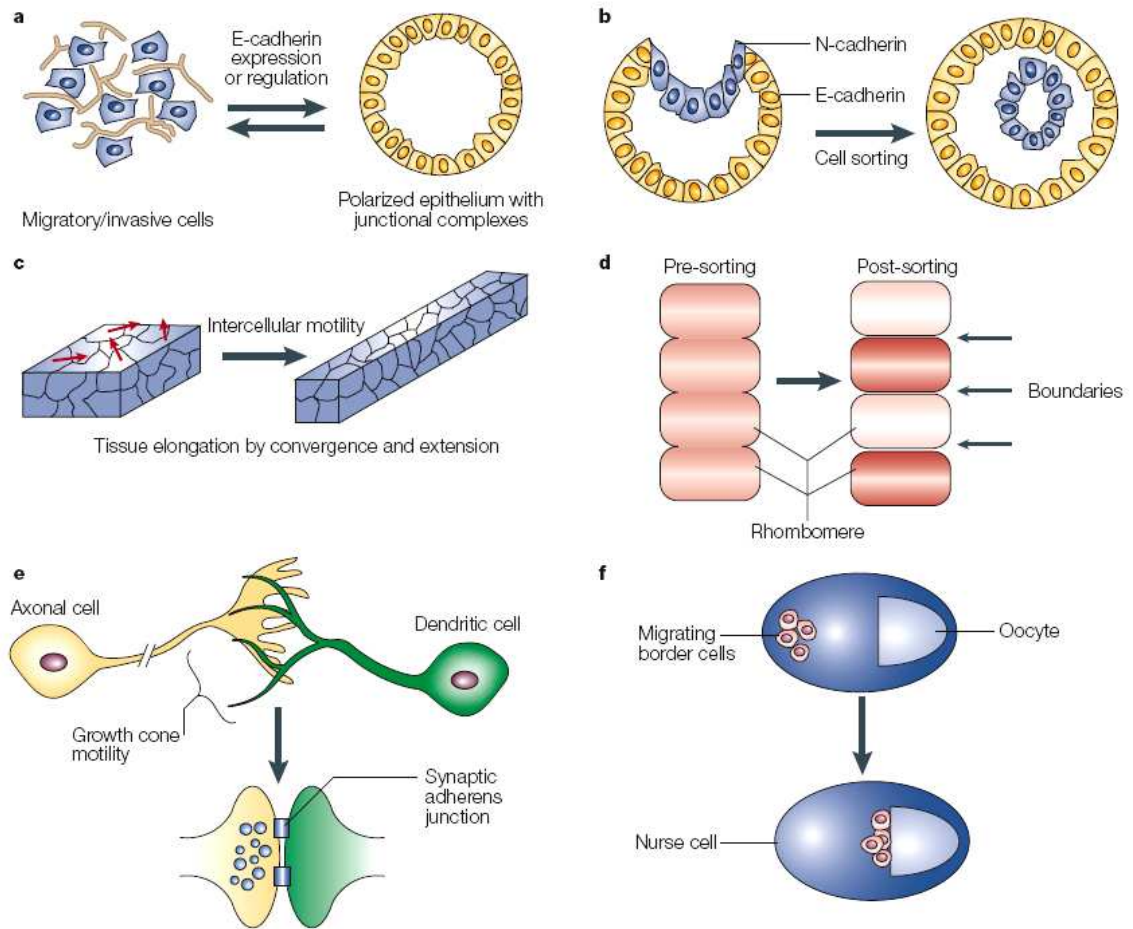 a
E-cadherin
expression
or regulation
Migratory/invasive cells
Polarized epithelium with
junctional complexes
b
N-cadherin
E-cadherin
Cell sorting
c
Intercellular motility
Tissue elongation by convergence and extension
d
Pre-sorting
Post-sorting
Boundaries
Rhombomere
e
Axonal cell
Dendritic cell
Growth cone
motility
Synaptic
adherens
junction
f
Migrating
border cells
Oocyte
Nurse cell